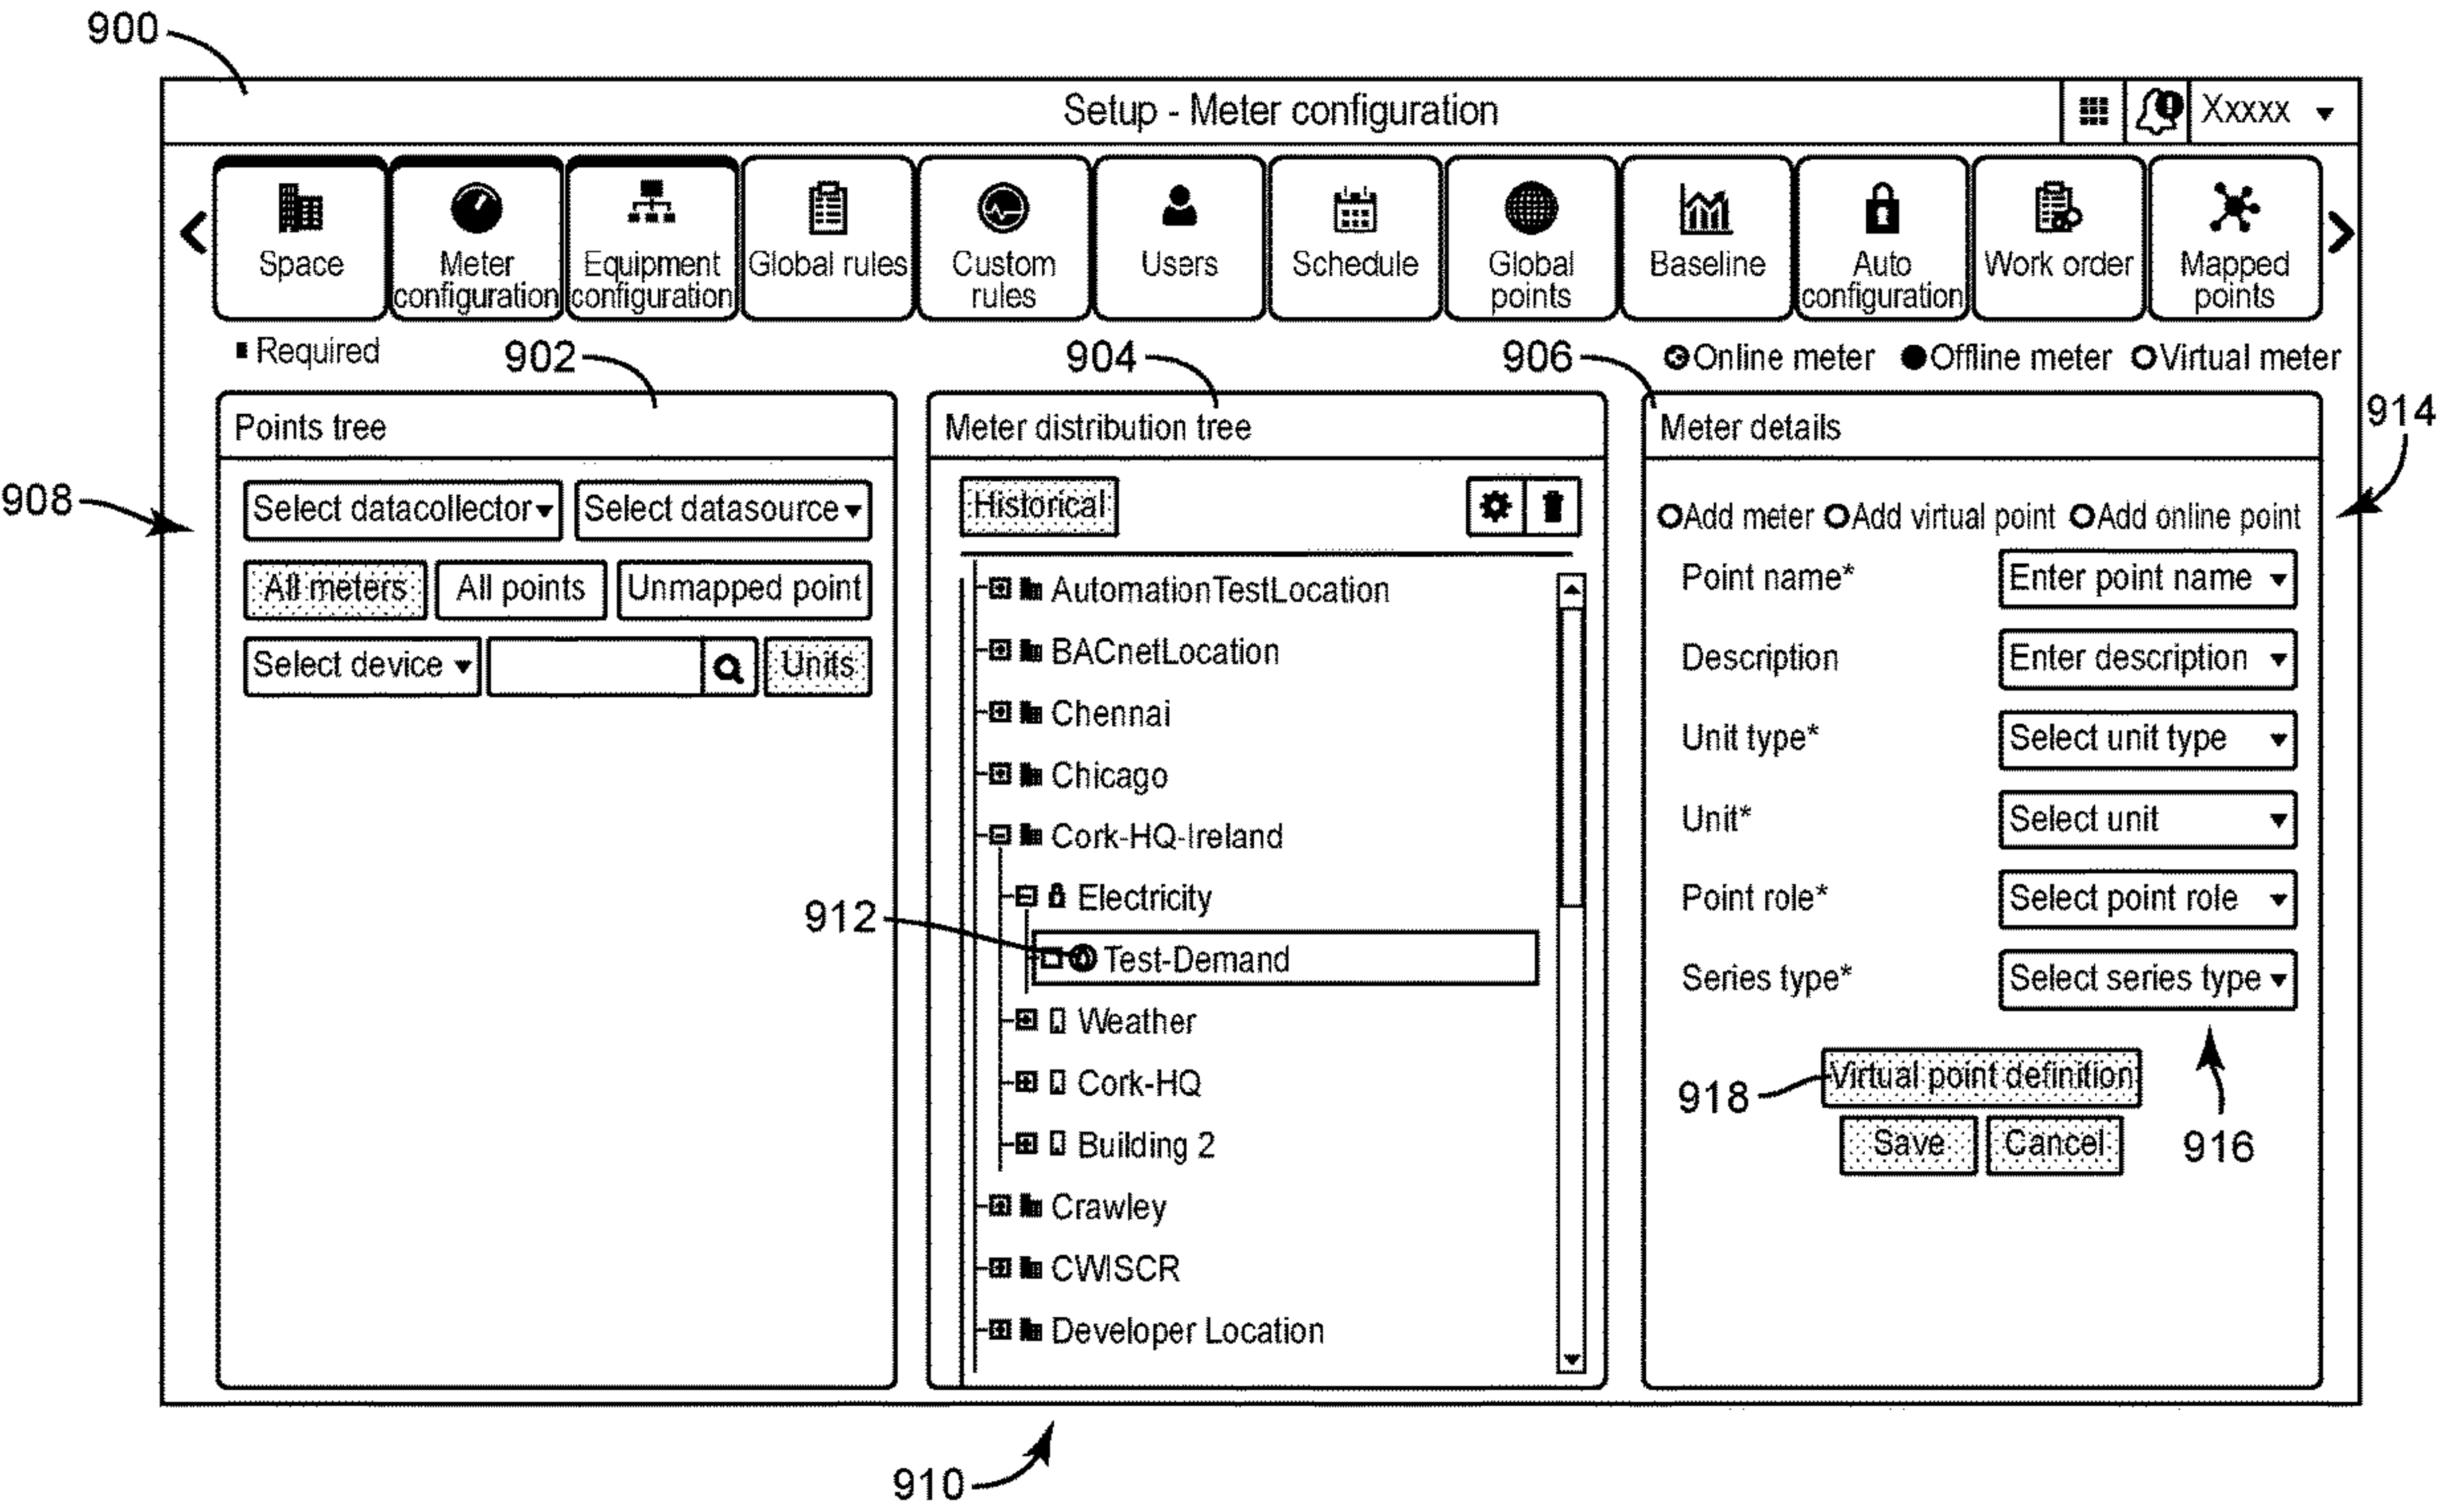 900
Setup - Meter configuration
Xxxxx
Space
Meter configuration
Equipment configuration
Global rules
Custom rules
Users
Schedule
Global points
Baseline
Auto configuration
Work order
Mapped points
Required
902
904
906
Online meter
Offline meter
Virtual meter
908
Points tree
Select datacollector
Select datasource
All meters
All points
Unmapped point
Select device
Units
Meter distribution tree
Historical
AutomationTestLocation
BACnetLocation
Chennai
Chicago
Cork-HQ-Ireland
Electricity
912
Test-Demand
Weather
Cork-HQ
Building 2
Crawley
CWISCR
Developer Location
910
Meter details
914
Add meter Add virtual point Add online point
Point name* Enter point name
Description Enter description
Unit type* Select unit type
Unit* Select unit
Point role* Select point role
Series type* Select series type
918 Virtual point definition
Save Cancel
916